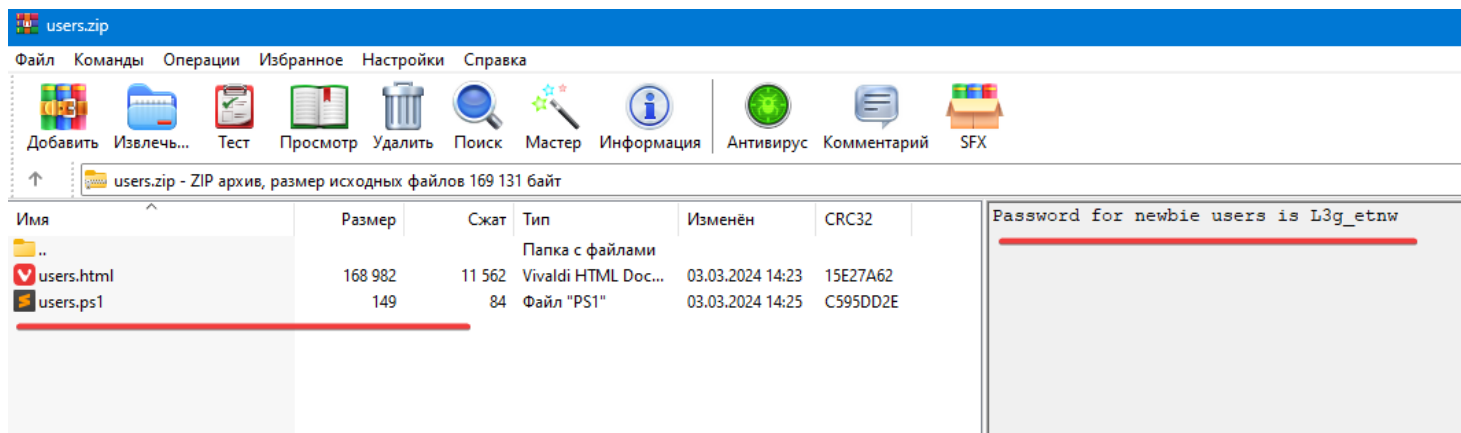 users.zip
Файл Команды Операции Избранное Настройки Справка
Добавить Извлечь... Тест Просмотр Удалить Поиск Мастер Информация Антивирус Комментарий SFX
users.zip - ZIP архив, размер исходных файлов 169 131 байт
Имя Размер Сжат Тип Изменён CRC32
.. Папка с файлами
users.html 168 982 11 562 Vivaldi HTML Doc... 03.03.2024 14:23 15E27A62
users.ps1 149 84 Файл "PS1" 03.03.2024 14:25 C595DD2E
Password for newbie users is L3g_etnw